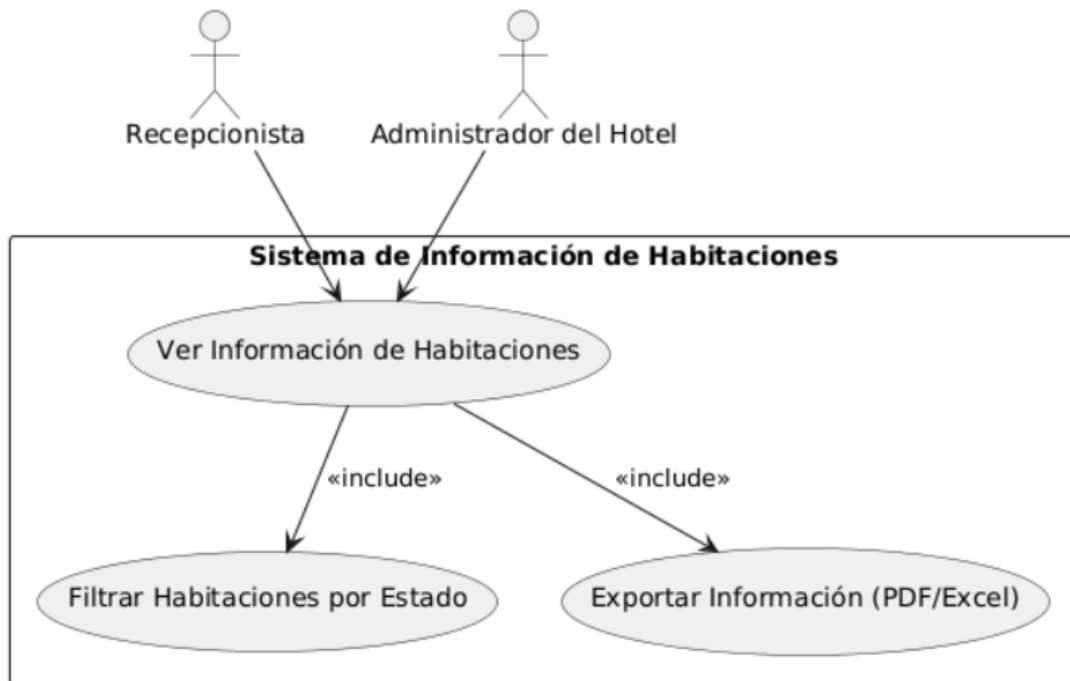 Recepcionista
Administrador del Hotel
Sistema de Información de Habitaciones
Ver Información de Habitaciones
«include»
«include»
Filtrar Habitaciones por Estado
Exportar Información (PDF/Excel)